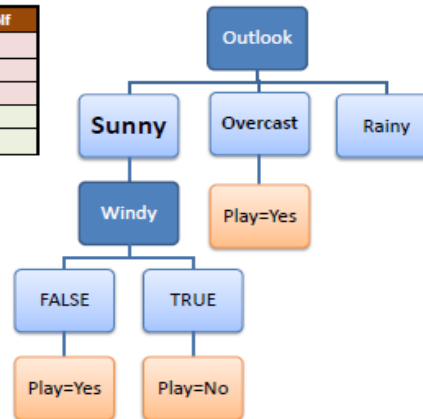 Outlook
Sunny
Overcast
Rainy
Windy
Play=Yes
FALSE
TRUE
Play=Yes
Play=No